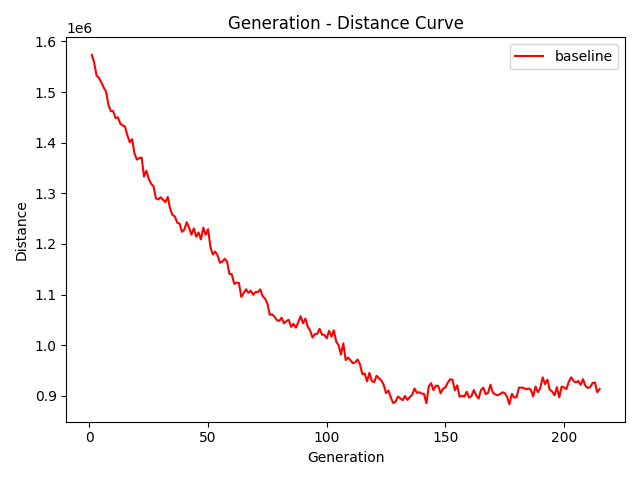 Generation - Distance Curve
1e6
baseline
1.6
1.5
1.4
1.3
1.2
1.1
1.0
0.9
Distance
0 50 100 150 200
Generation